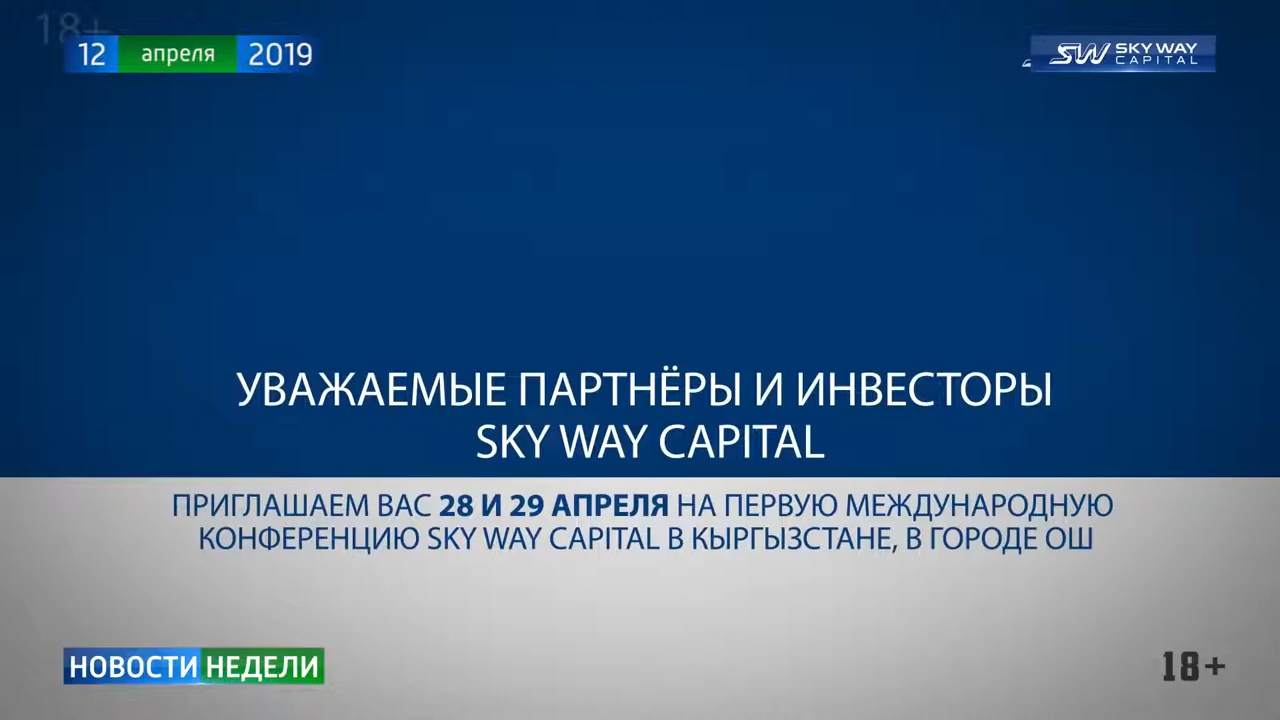 18+
12 апреля 2019
SW SKY WAY
CAPITAL
УВАЖАЕМЫЕ ПАРТНЁРЫ И ИНВЕСТОРЫ
SKY WAY CAPITAL
ПРИГЛАШАЕМ ВАС 28 И 29 АПРЕЛЯ НА ПЕРВУЮ МЕЖДУНАРОДНУЮ
КОНФЕРЕНЦИЮ SKY WAY CAPITAL В КЫРГЫЗСТАНЕ, В ГОРОДЕ ОШ
НОВОСТИ НЕДЕЛИ
18+